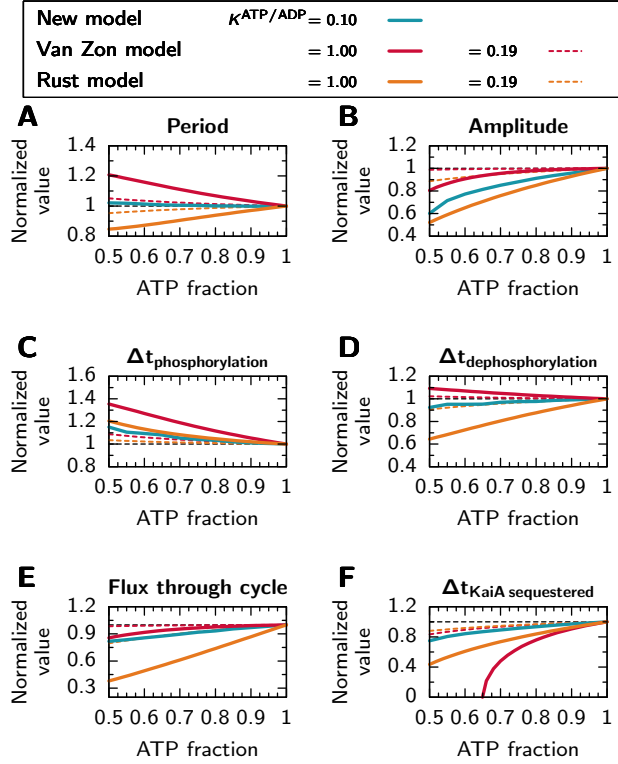 New model K^ATP/ADP = 0.10
Van Zon model = 1.00 = 0.19
Rust model = 1.00 = 0.19
A B
Period
Amplitude
Normalized value
1.4
1.2
1
0.8
0.5 0.6 0.7 0.8 0.9 1
ATP fraction
Normalized value
1.2
1
0.8
0.6
0.4
0.5 0.6 0.7 0.8 0.9 1
ATP fraction
C D
Δt phosphorylation
Δt dephosphorylation
Normalized value
1.6
1.4
1.2
1
0.8
0.5 0.6 0.7 0.8 0.9 1
ATP fraction
Normalized value
1.2
1
0.8
0.6
0.4
0.5 0.6 0.7 0.8 0.9 1
ATP fraction
E F
Flux through cycle
Δt KaiA sequestered
Normalized value
1.2
0.9
0.6
0.3
0.5 0.6 0.7 0.8 0.9 1
ATP fraction
Normalized value
1.2
0.8
0.4
0
0.5 0.6 0.7 0.8 0.9 1
ATP fraction